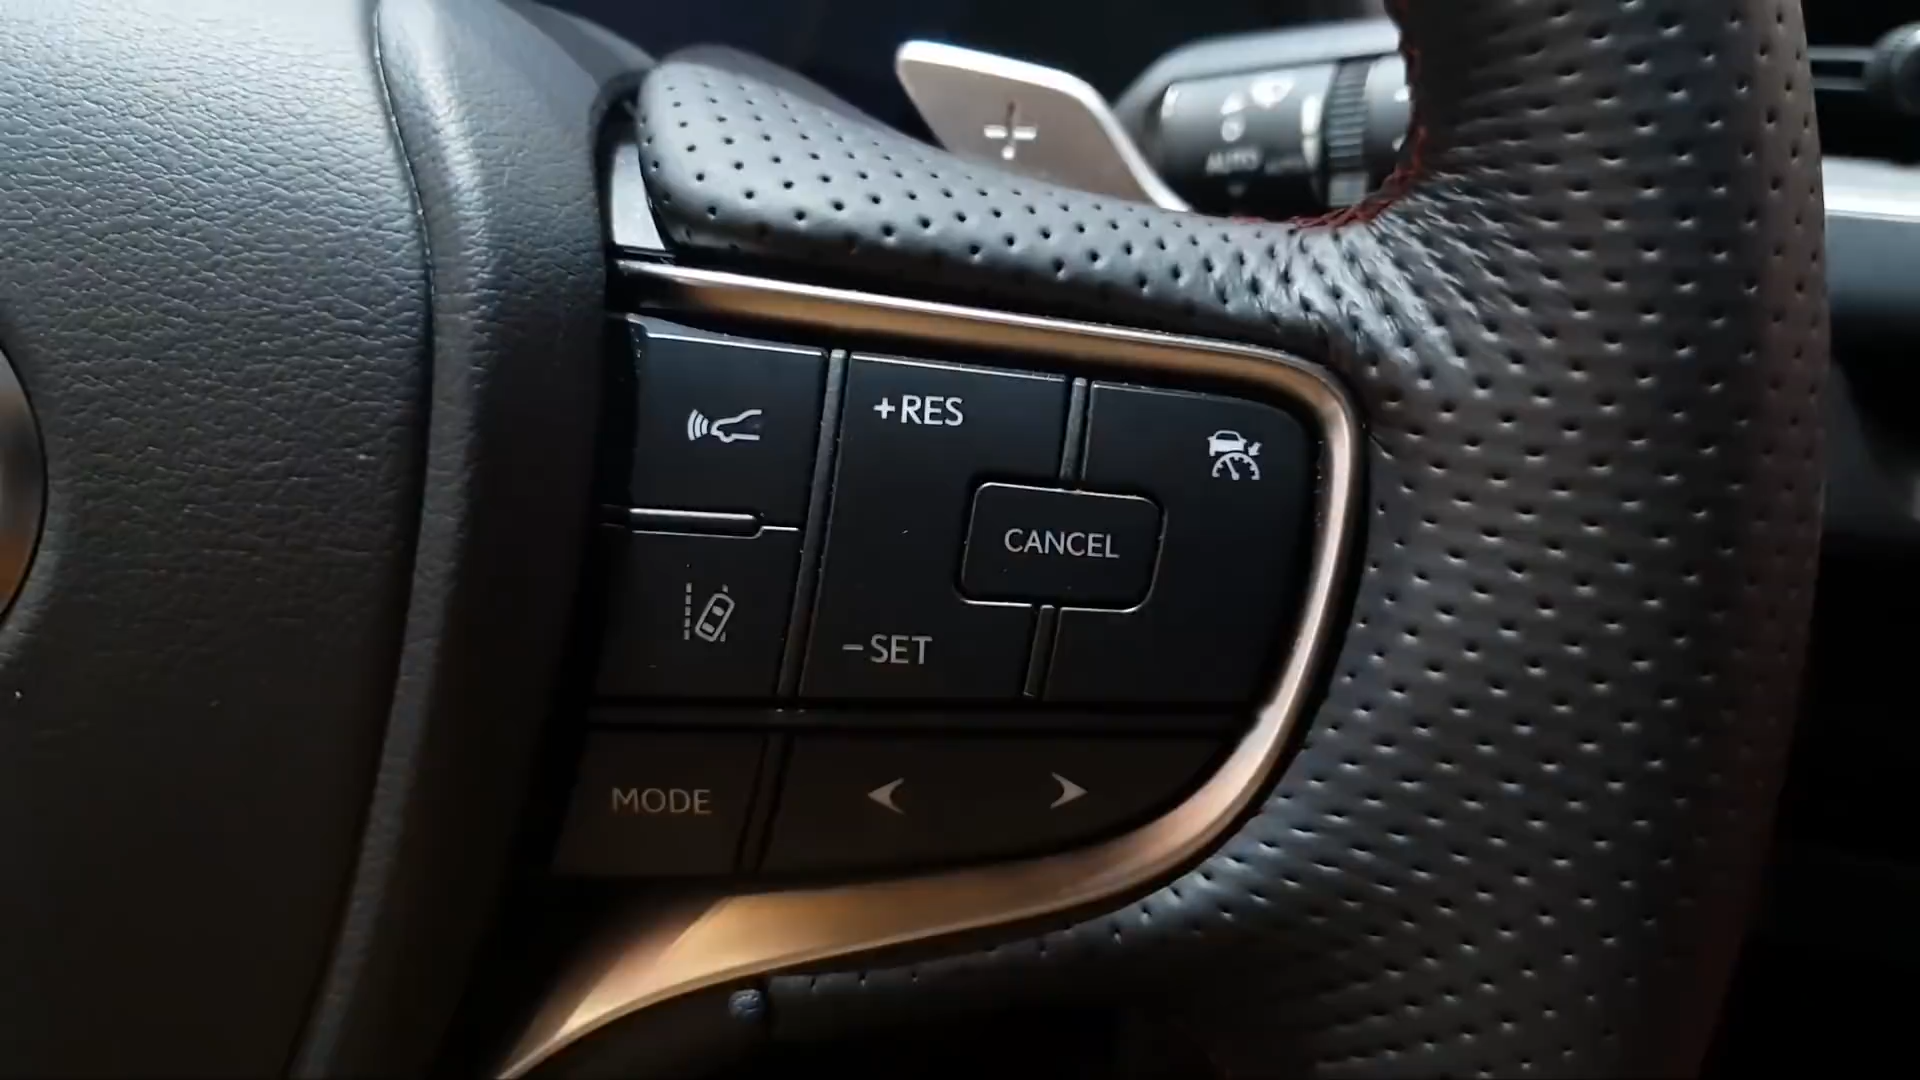 +
AUTO
+RES
CANCEL
–SET
MODE